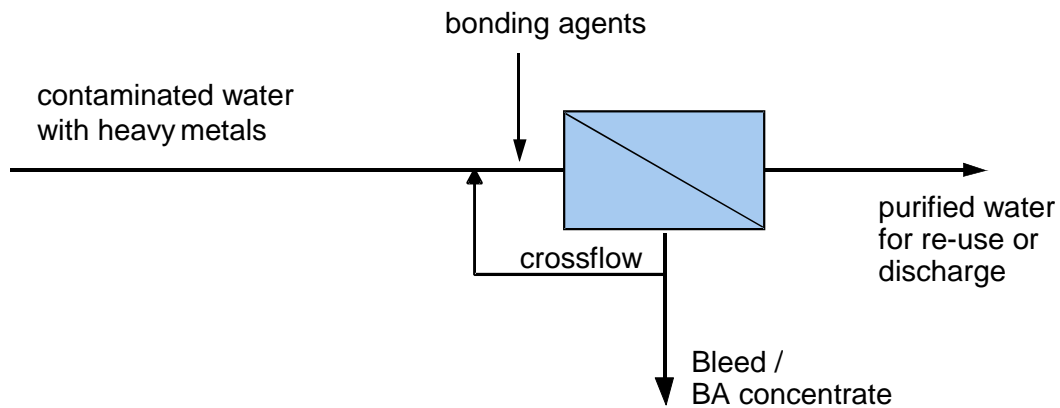 bonding agents
contaminated water
with heavy metals
purified water
for re-use or
discharge
crossflow
Bleed /
BA concentrate